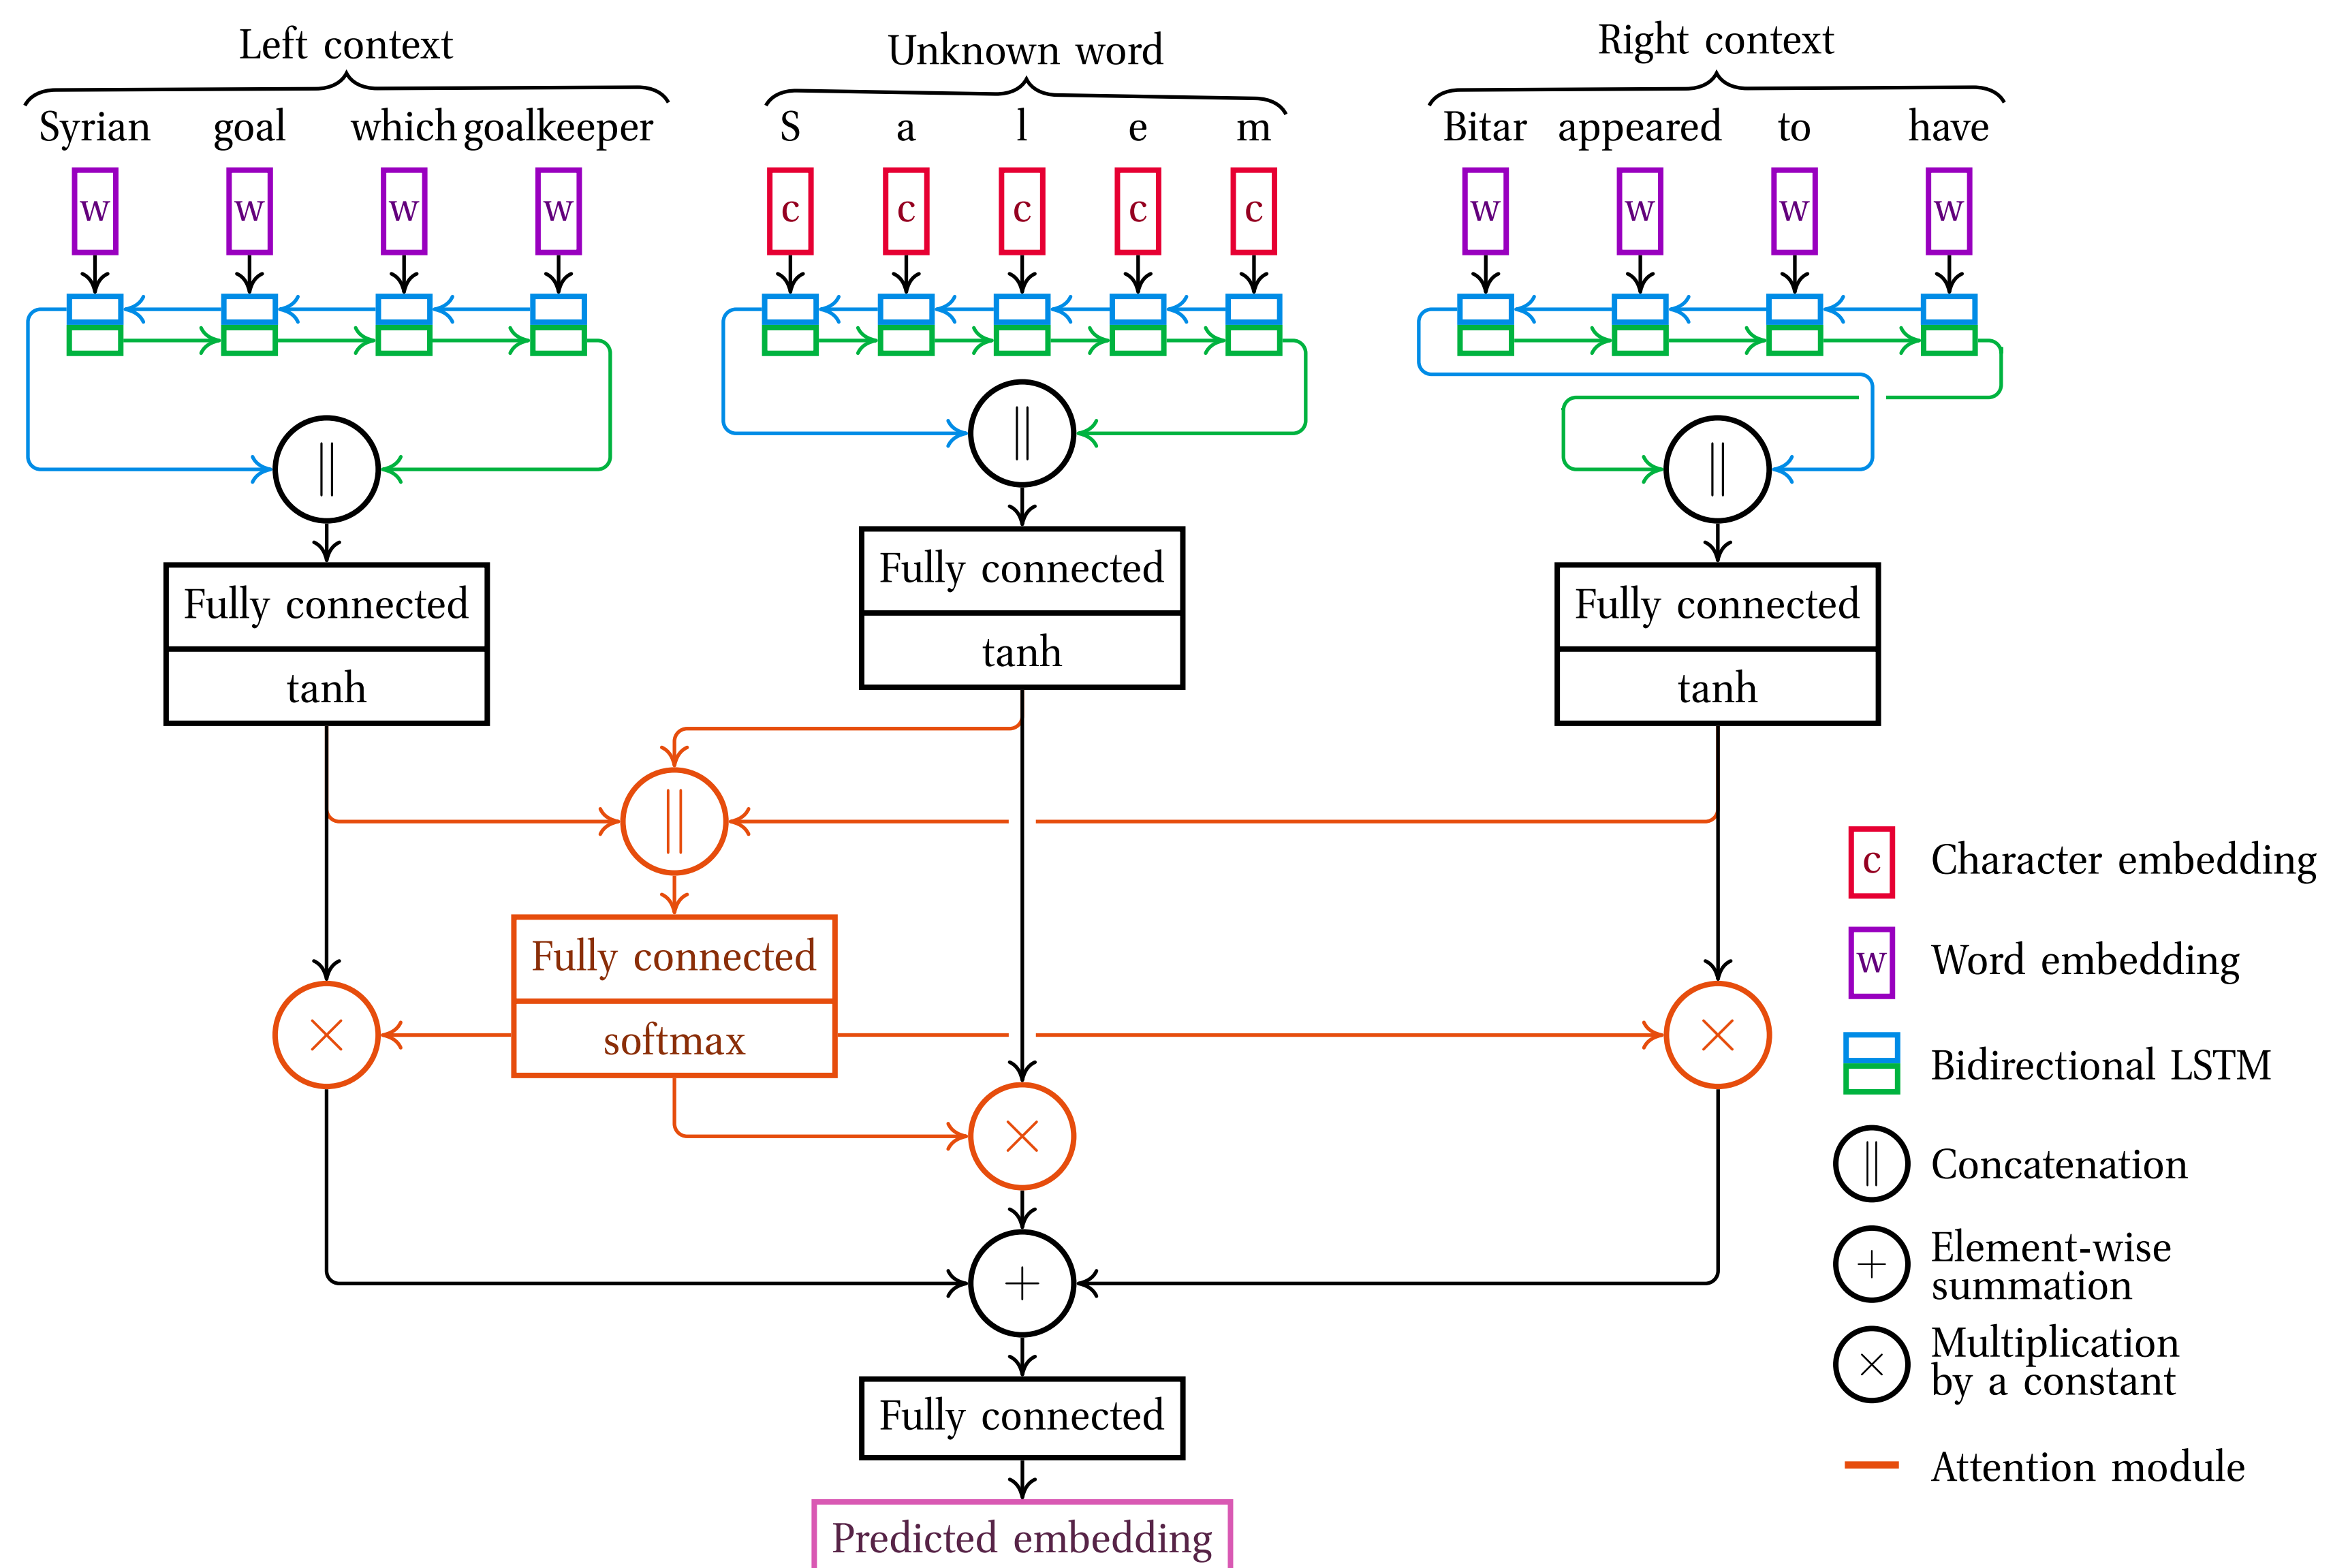 Left context
Unknown word
Right context
Syrian goal which goalkeeper
S a l e m
Bitar appeared to have
w w w w
c c c c c
w w w w
||
||
||
Fully connected
tanh
Fully connected
tanh
Fully connected
tanh
||
Fully connected
softmax
×
×
×
+
Fully connected
Predicted embedding
c Character embedding
w Word embedding
Bidirectional LSTM
|| Concatenation
+ Element-wise
summation
× Multiplication
by a constant
Attention module